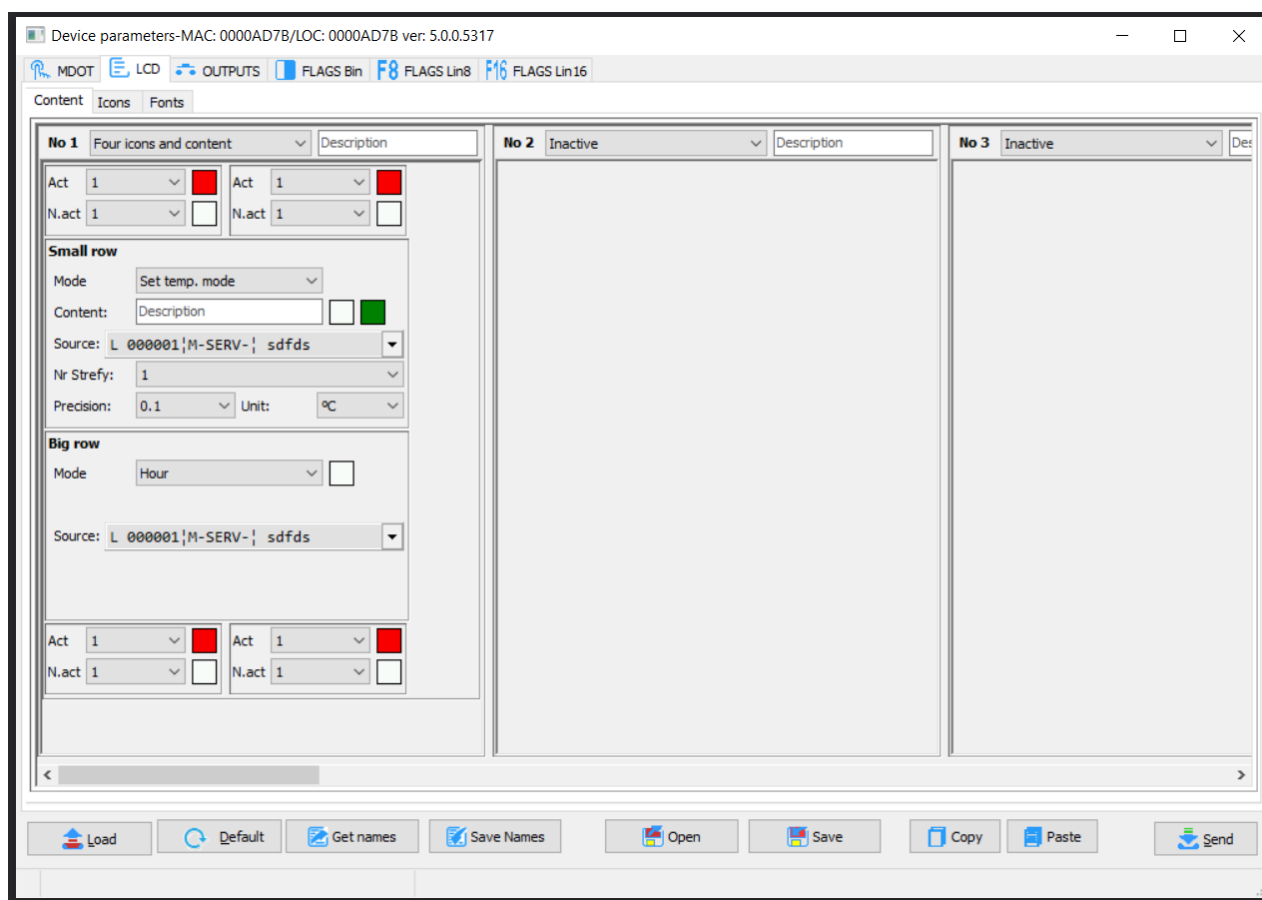 Device parameters-MAC: 0000AD7B/LOC: 0000AD7B ver: 5.0.0.5317
MDOT LCD OUTPUTS FLAGS Bin F8 FLAGS Lin8 F16 FLAGS Lin16
Content Icons Fonts
No 1 Four icons and content Description No 2 Inactive Description No 3 Inactive Des
Act 1 Act 1
N.act 1 N.act 1
Small row
Mode Set temp. mode
Content: Description
Source: L 000001¦M-SERV-¦ sdfds
Nr Strefy: 1
Precision: 0.1 Unit: ºC
Big row
Mode Hour
Source: L 000001¦M-SERV-¦ sdfds
Act 1 Act 1
N.act 1 N.act 1
Load Default Get names Save Names Open Save Copy Paste Send